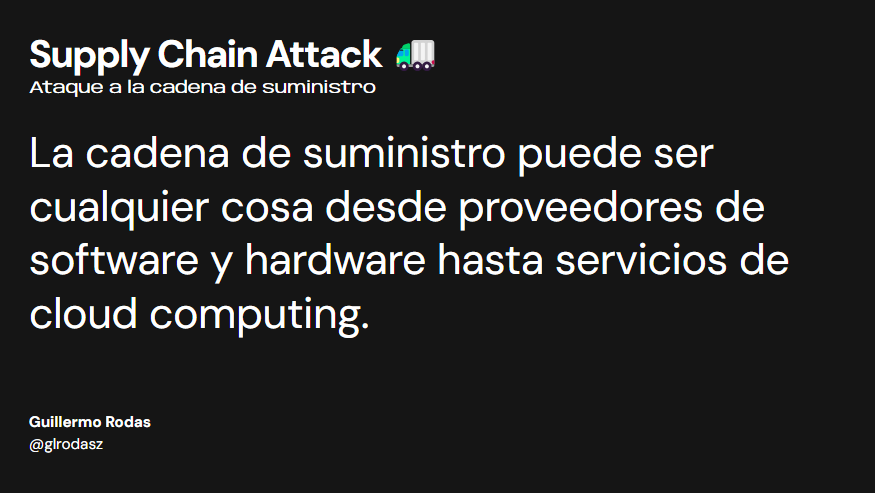 Supply Chain Attack 🚛
Ataque a la cadena de suministro
La cadena de suministro puede ser
cualquier cosa desde proveedores de
software y hardware hasta servicios de
cloud computing.
Guillermo Rodas
@glrodasz